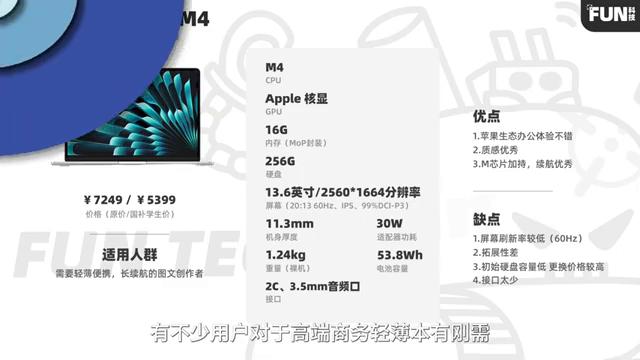 M4
FUN科技
M4
CPU
Apple 核显
GPU
16G
内存（MoP封装）
256G
硬盘
13.6英寸/2560*1664分辨率
屏幕（20:13 60Hz、IPS、99%DCI-P3）
11.3mm
机身厚度
30W
适配器功耗
1.24kg
重量（裸机）
53.8Wh
电池容量
2C、3.5mm音频口
接口
￥7249 / ￥5399
价格（原价/国补学生价）
适用人群
需要轻薄便携，长续航的图文创作者
优点
1.苹果生态办公体验不错
2.质感优秀
3.M芯片加持，续航优秀
缺点
1.屏幕刷新率较低（60Hz）
2.拓展性差
3.初始硬盘容量低 更换价格较高
4.接口太少
FUN TEC
有不少用户对于高端商务轻薄本有刚需